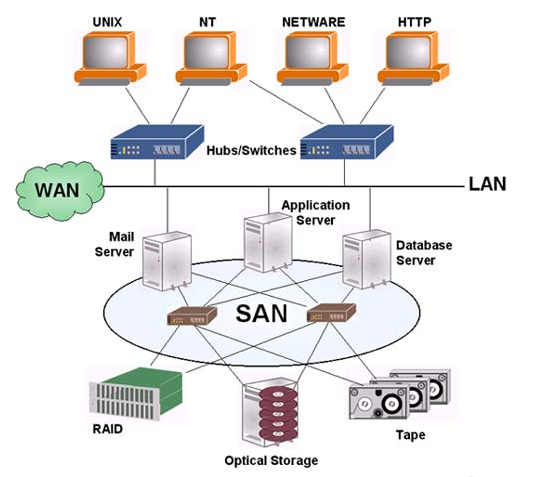 UNIX
NT
NETWARE
HTTP
Hubs/Switches
WAN
LAN
Mail
Server
Application
Server
Database
Server
SAN
RAID
Optical Storage
Tape